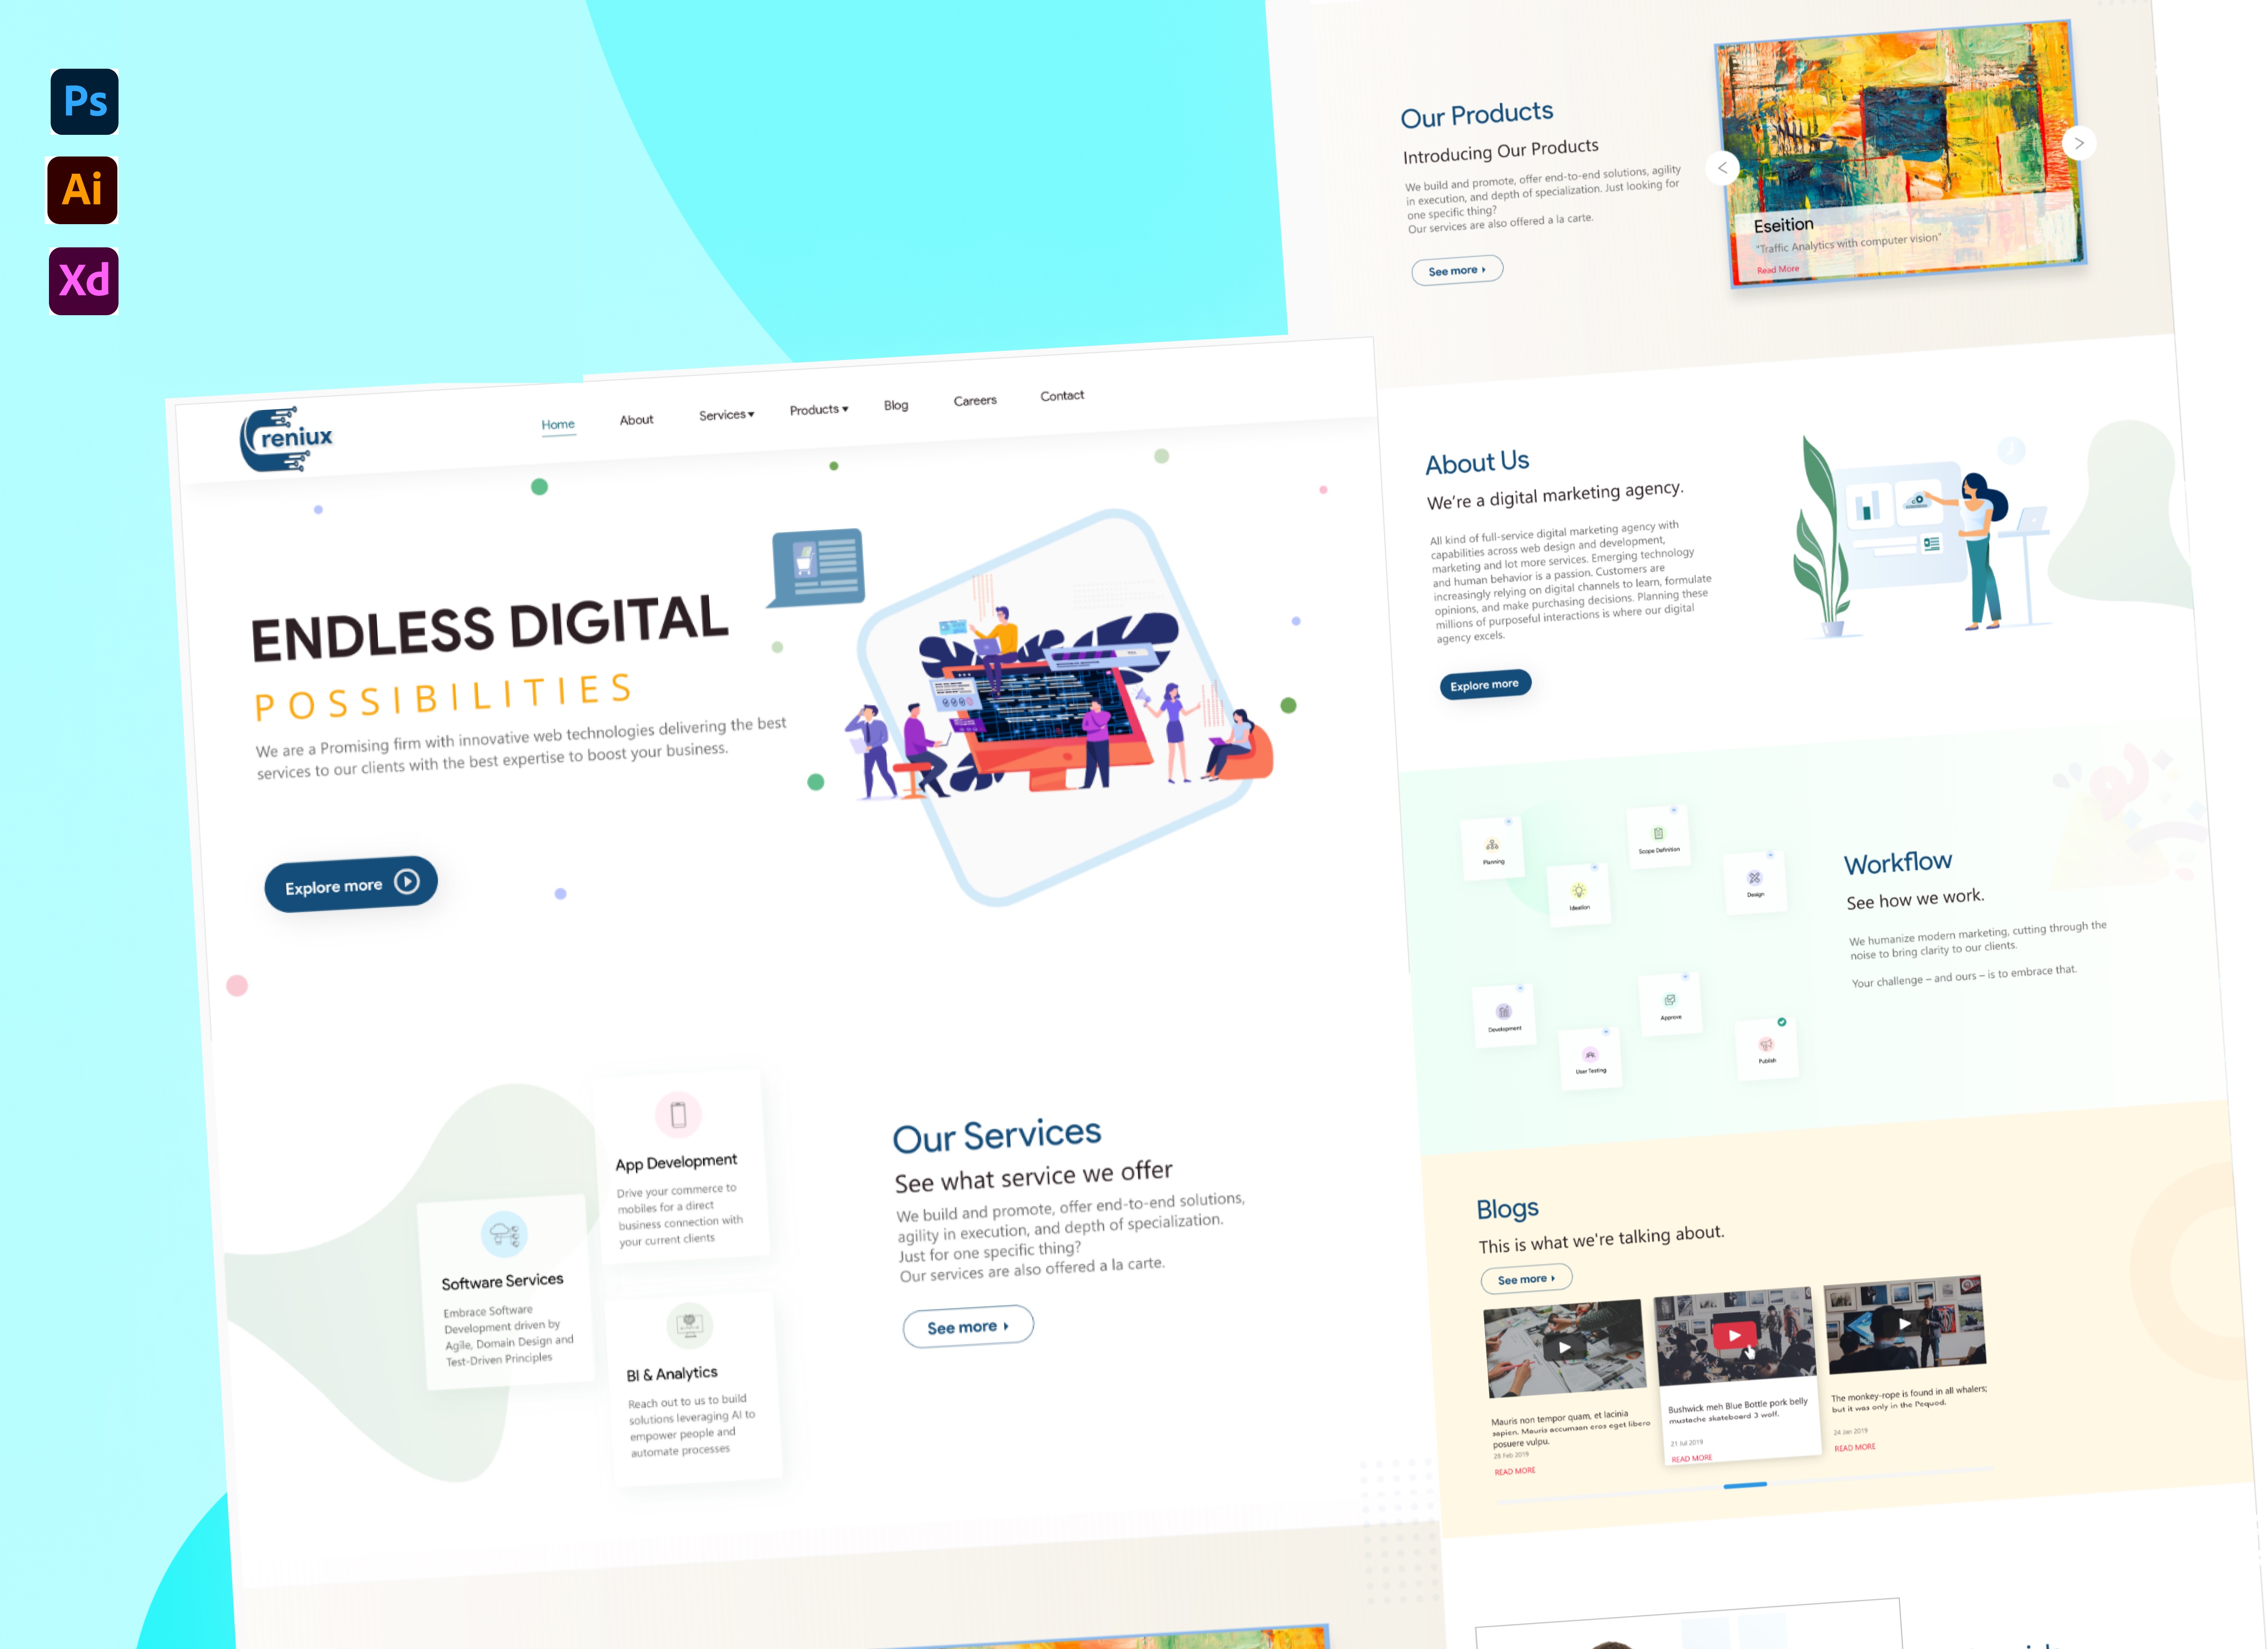 Ps
Ai
Xd
Creniux
Home
About
Services
Products
Blog
Careers
Contact
ENDLESS DIGITAL
POSSIBILITIES
We are a Promising firm with innovative web technologies delivering the best
services to our clients with the best expertise to boost your business.
Explore more
App Development
Drive your commerce to
mobiles for a direct
business connection with
your current clients
Software Services
Embrace Software
Development driven by
Agile, Domain Design and
Test-Driven Principles
BI & Analytics
Reach out to us to build
solutions leveraging AI to
empower people and
automate processes
Our Services
See what service we offer
We build and promote, offer end-to-end solutions,
agility in execution, and depth of specialization.
Just for one specific thing?
Our services are also offered a la carte.
See more
Our Products
Introducing Our Products
We build and promote, offer end-to-end solutions, agility
in execution, and depth of specialization. Just looking for
one specific thing?
Our services are also offered a la carte.
See more
Eseition
"Traffic Analytics with computer vision"
Read More
About Us
We're a digital marketing agency.
All kind of full-service digital marketing agency with
capabilities across web design and development,
marketing and lot more services. Emerging technology
and human behavior is a passion. Customers are
increasingly relying on digital channels to learn, formulate
opinions, and make purchasing decisions. Planning these
millions of purposeful interactions is where our digital
agency excels.
Explore more
Planning
Ideation
Scope Definition
Design
Development
User Testing
Approve
Publish
Workflow
See how we work.
We humanize modern marketing, cutting through the
noise to bring clarity to our clients.
Your challenge – and ours – is to embrace that.
Blogs
This is what we're talking about.
See more
Mauris non tempor quam, et lacinia
sapien. Mauris accumsan eros eget libero
posuere vulpu.
28 Feb 2019
READ MORE
Bushwick meh Blue Bottle pork belly
mustache skateboard 3 wolf.
21 Jul 2019
READ MORE
The monkey-rope is found in all whalers;
but it was only in the Pequod.
24 Jan 2019
READ MORE